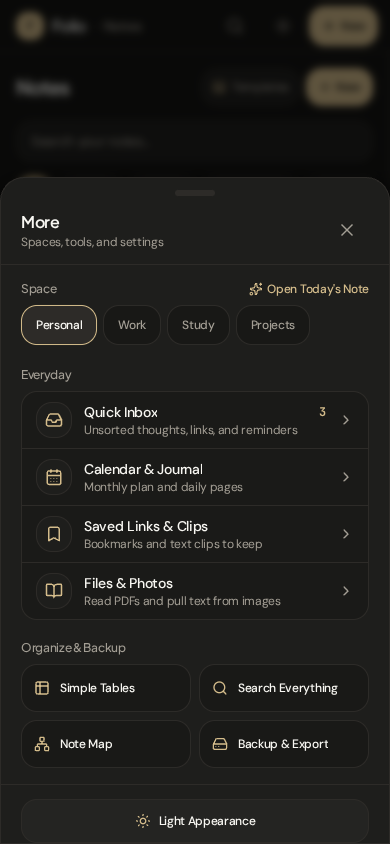 Notes
More
Spaces, tools, and settings
Space
Open Today's Note
Personal
Work
Study
Projects
Everyday
Quick Inbox
3
Unsorted thoughts, links, and reminders
Calendar & Journal
Monthly plan and daily pages
Saved Links & Clips
Bookmarks and text clips to keep
Files & Photos
Read PDFs and pull text from images
Organize & Backup
Simple Tables
Search Everything
Note Map
Backup & Export
Light Appearance